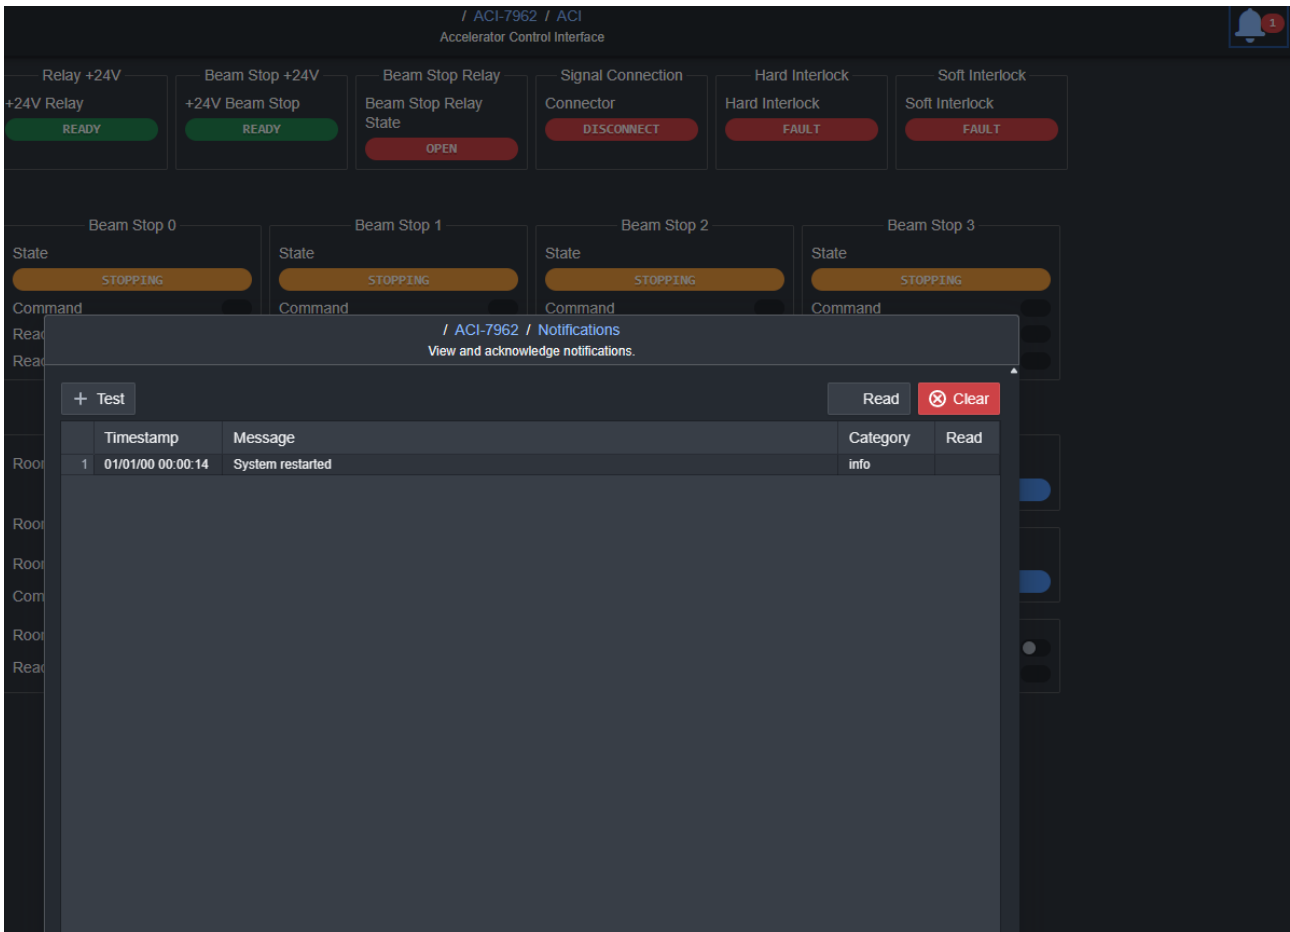 / ACI-7962 / ACI
Accelerator Control Interface
1
Relay +24V
Beam Stop +24V
Beam Stop Relay
Signal Connection
Hard Interlock
Soft Interlock
+24V Relay
+24V Beam Stop
Beam Stop Relay
State
Connector
Hard Interlock
Soft Interlock
READY
READY
OPEN
DISCONNECT
FAULT
FAULT
Beam Stop 0
Beam Stop 1
Beam Stop 2
Beam Stop 3
State
State
State
State
STOPPING
STOPPING
STOPPING
STOPPING
Command
Command
Command
Command
/ ACI-7962 / Notifications
View and acknowledge notifications.
+ Test
Read
Clear
Timestamp Message Category Read
1 01/01/00 00:00:14 System restarted info